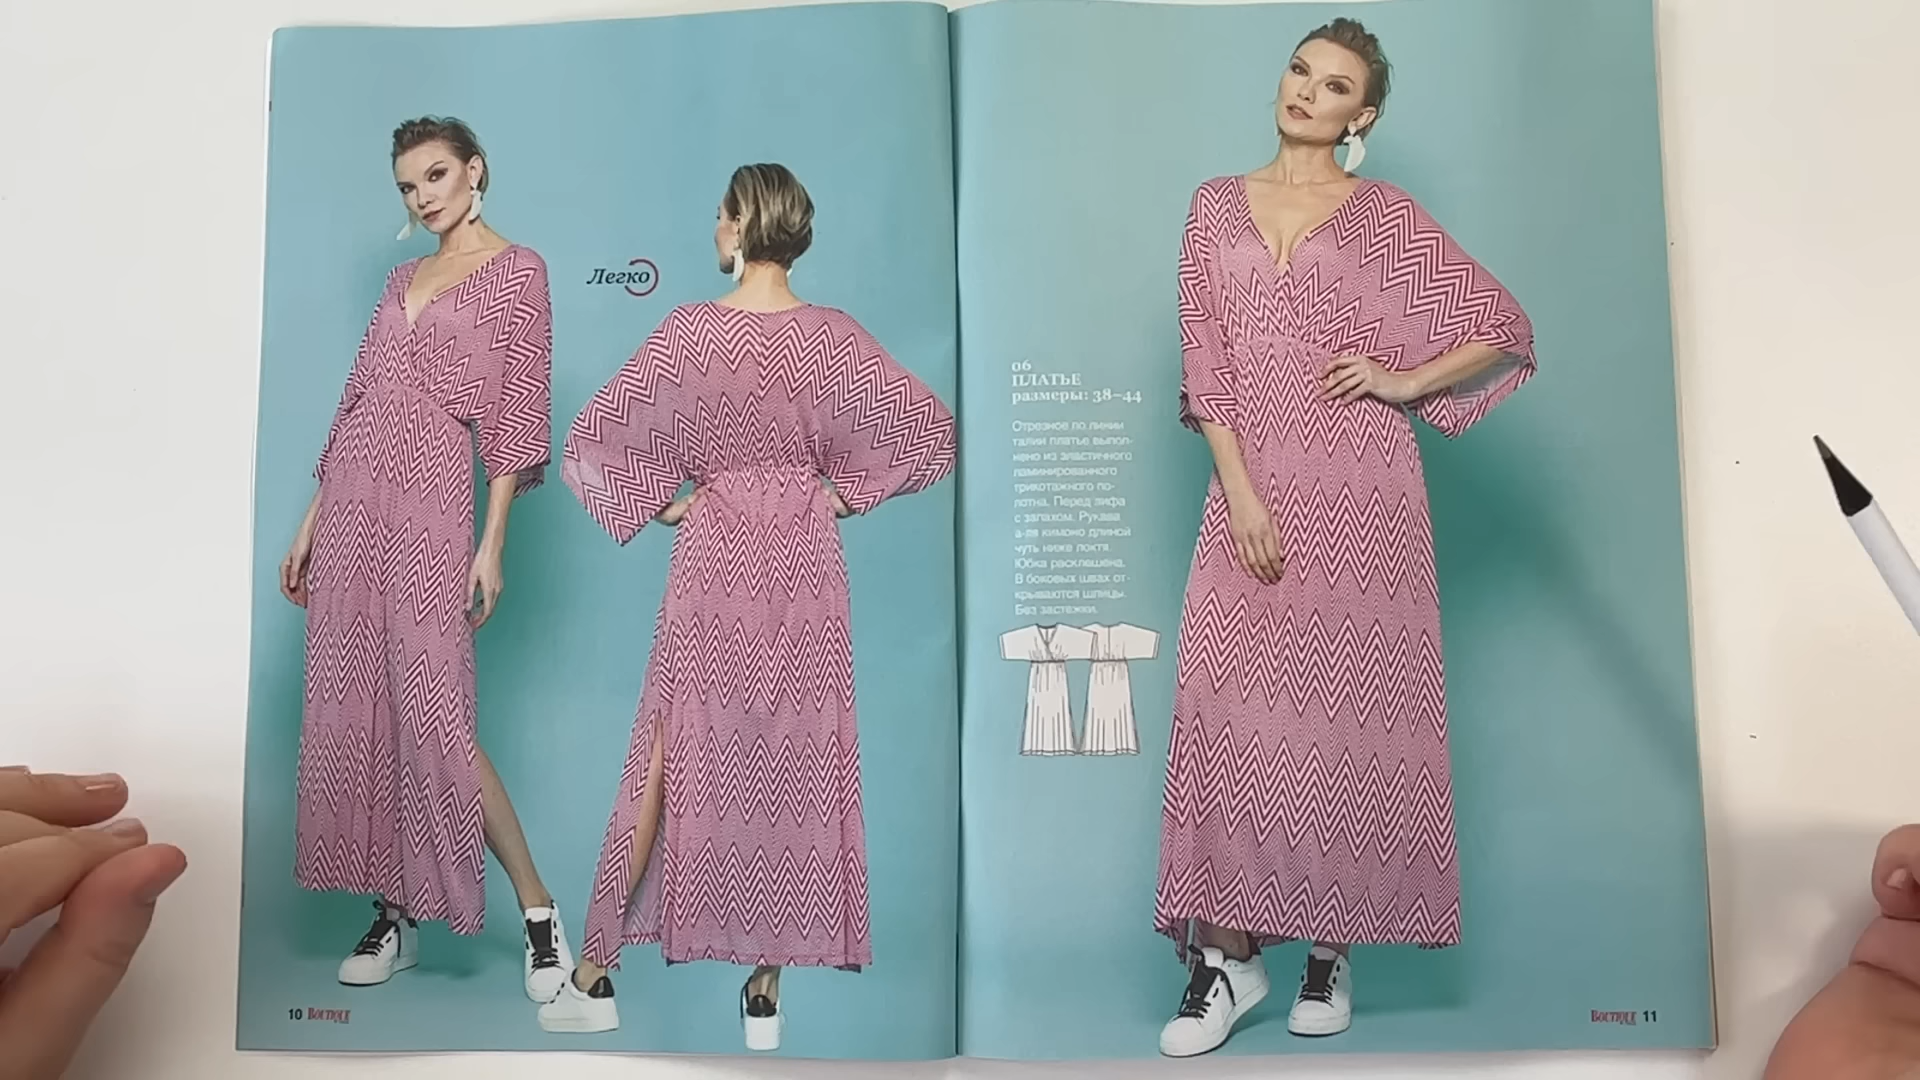 Легко
06
ПЛАТЬЕ
размеры: 38–44
Отрезное по линии
талии платье выпол-
нено из эластичного
ламинированного
трикотажного по-
лотна. Перед лифа
с запахом. Рукава
а-ля кимоно длиной
чуть ниже локтя.
Юбка расклешена.
В боковых швах от-
крываются шлицы.
Без застежки.
10 BOUTIQUE
BOUTIQUE 11